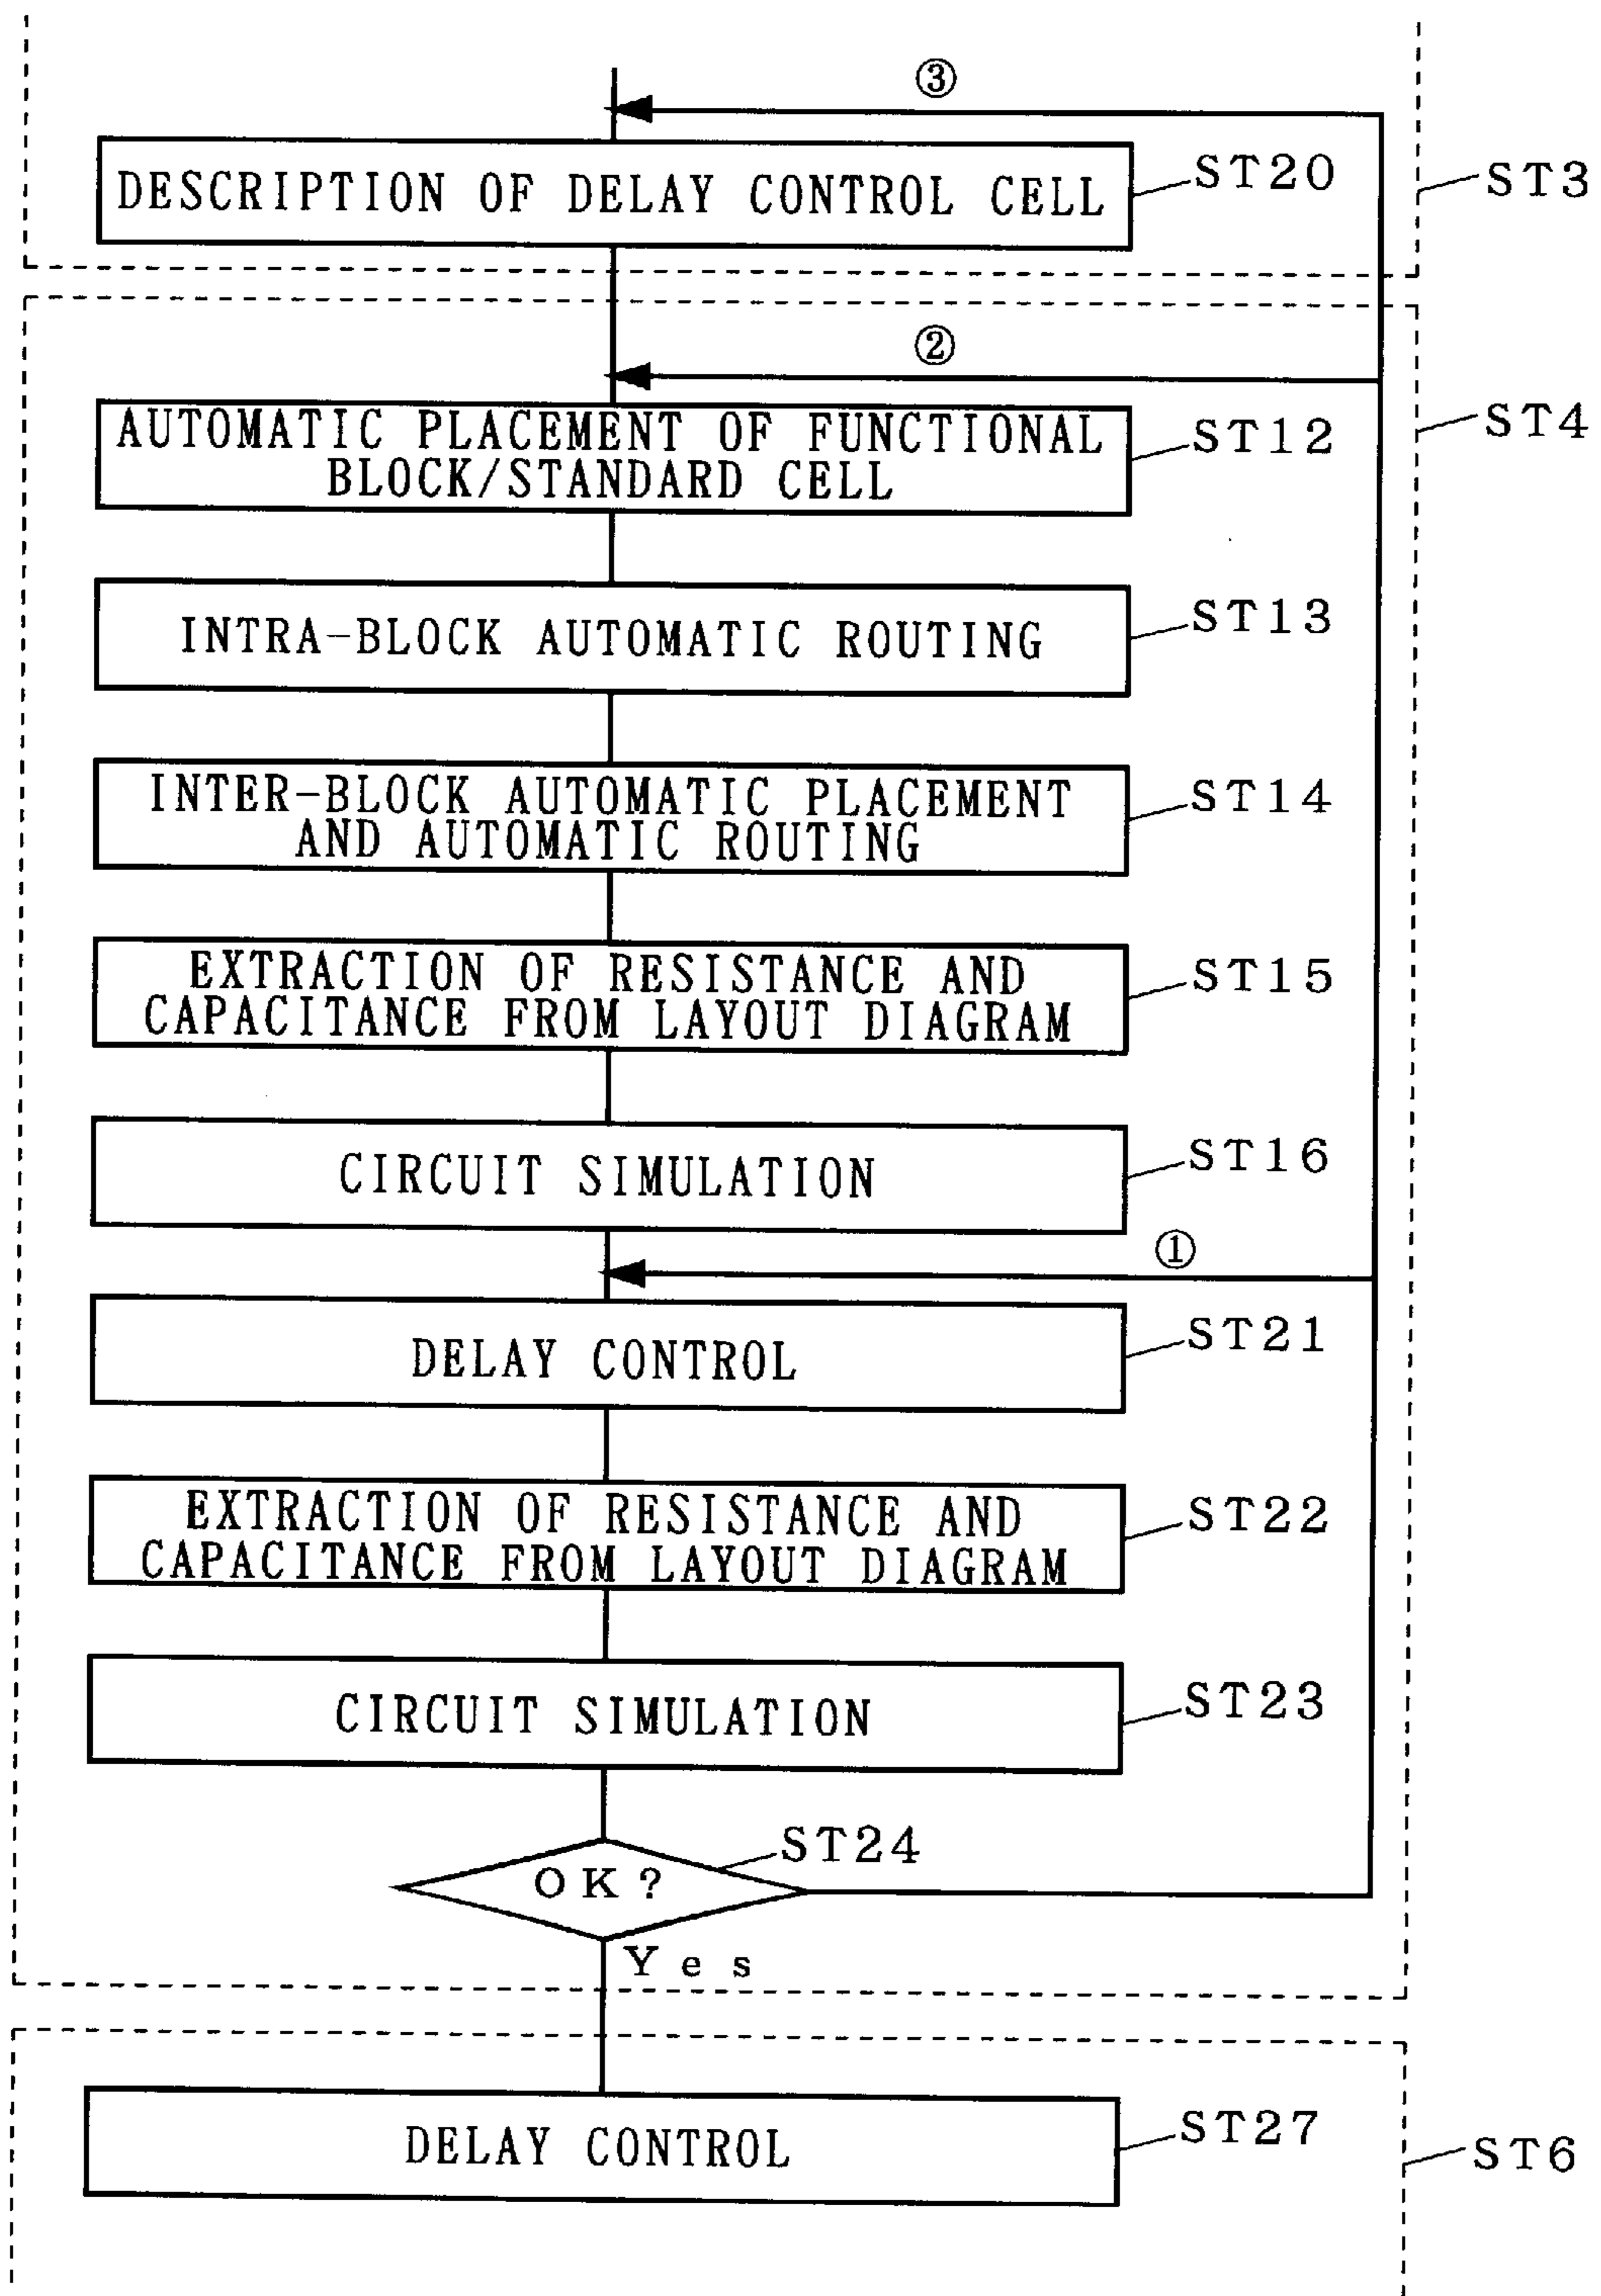 ③
DESCRIPTION OF DELAY CONTROL CELL
ST20
ST3
②
AUTOMATIC PLACEMENT OF FUNCTIONAL
BLOCK/STANDARD CELL
ST12
ST4
INTRA-BLOCK AUTOMATIC ROUTING
ST13
INTER-BLOCK AUTOMATIC PLACEMENT
AND AUTOMATIC ROUTING
ST14
EXTRACTION OF RESISTANCE AND
CAPACITANCE FROM LAYOUT DIAGRAM
ST15
CIRCUIT SIMULATION
ST16
①
DELAY CONTROL
ST21
EXTRACTION OF RESISTANCE AND
CAPACITANCE FROM LAYOUT DIAGRAM
ST22
CIRCUIT SIMULATION
ST23
OK?
ST24
Yes
DELAY CONTROL
ST27
ST6